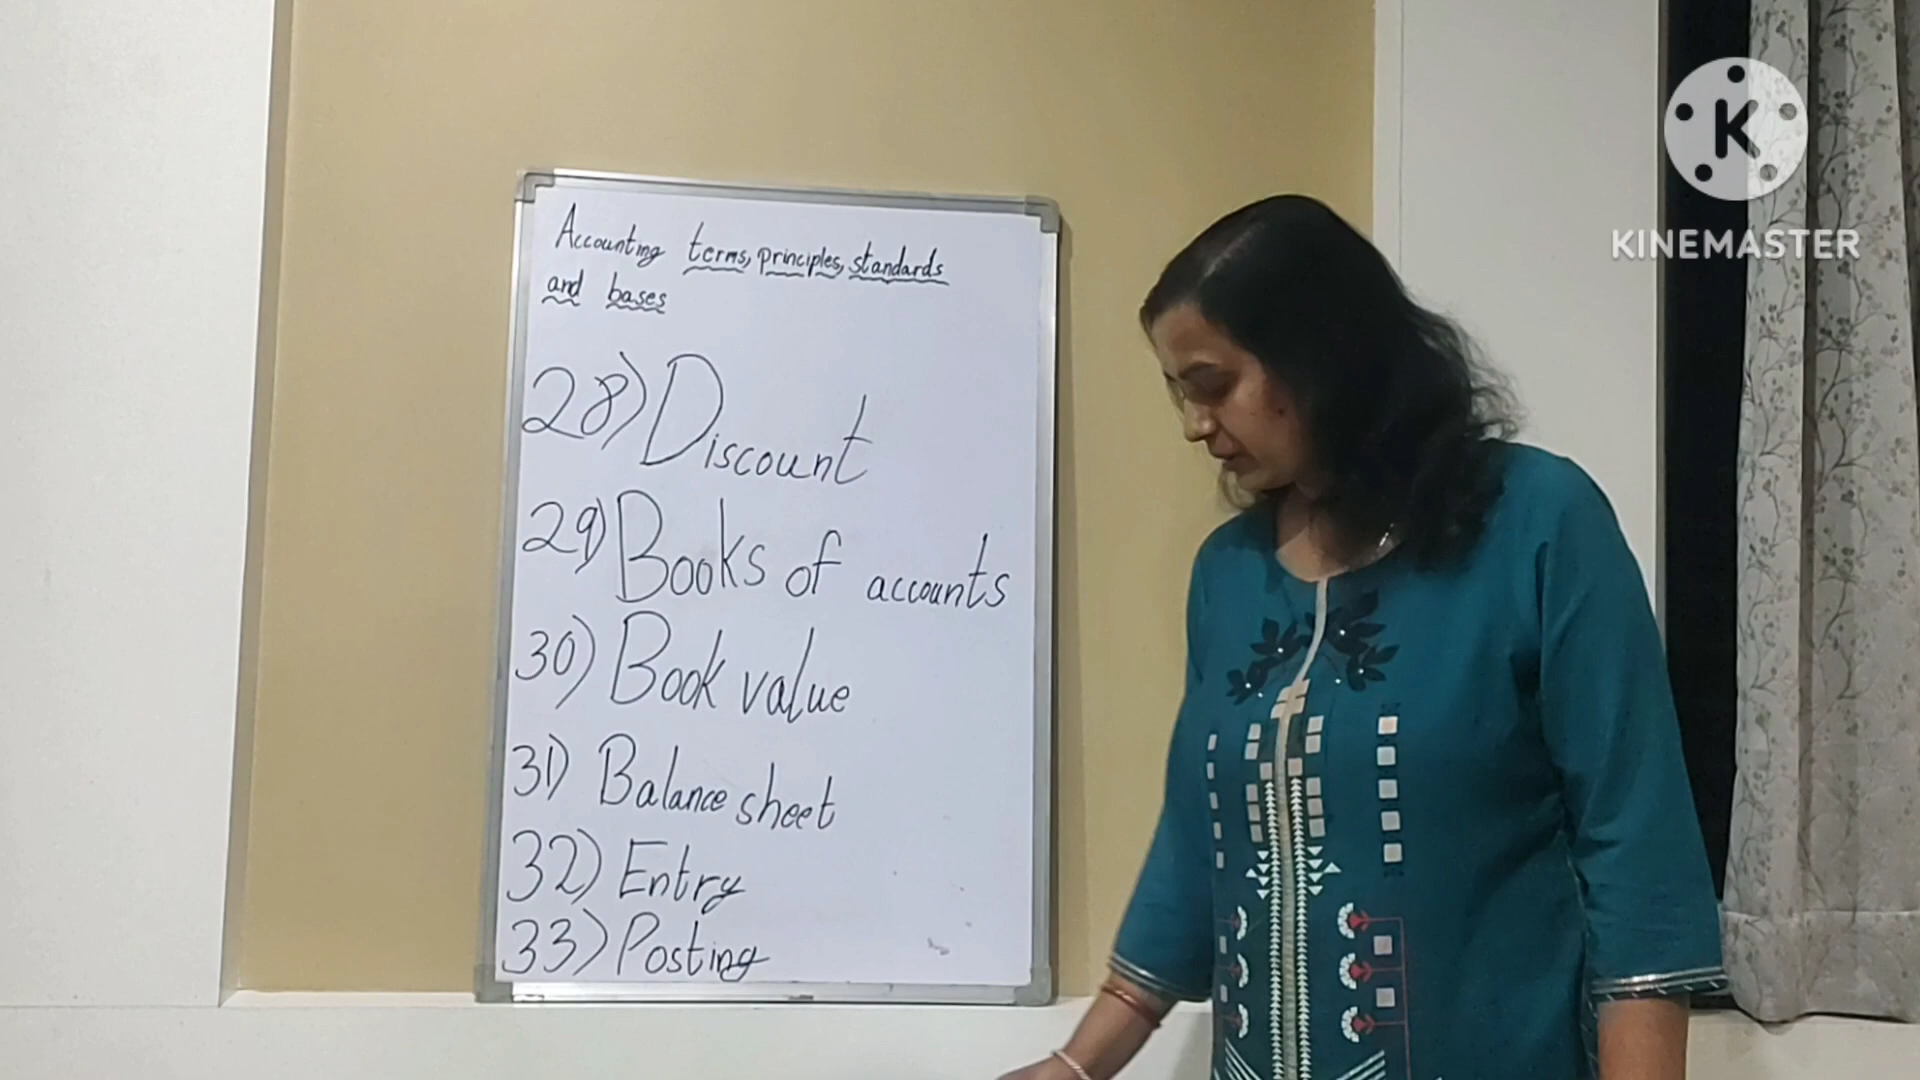 Accounting terms, principles, standards
and bases
28) Discount
29) Books of accounts
30) Book value
31) Balance sheet
32) Entry
33) Posting
K
KINEMASTER